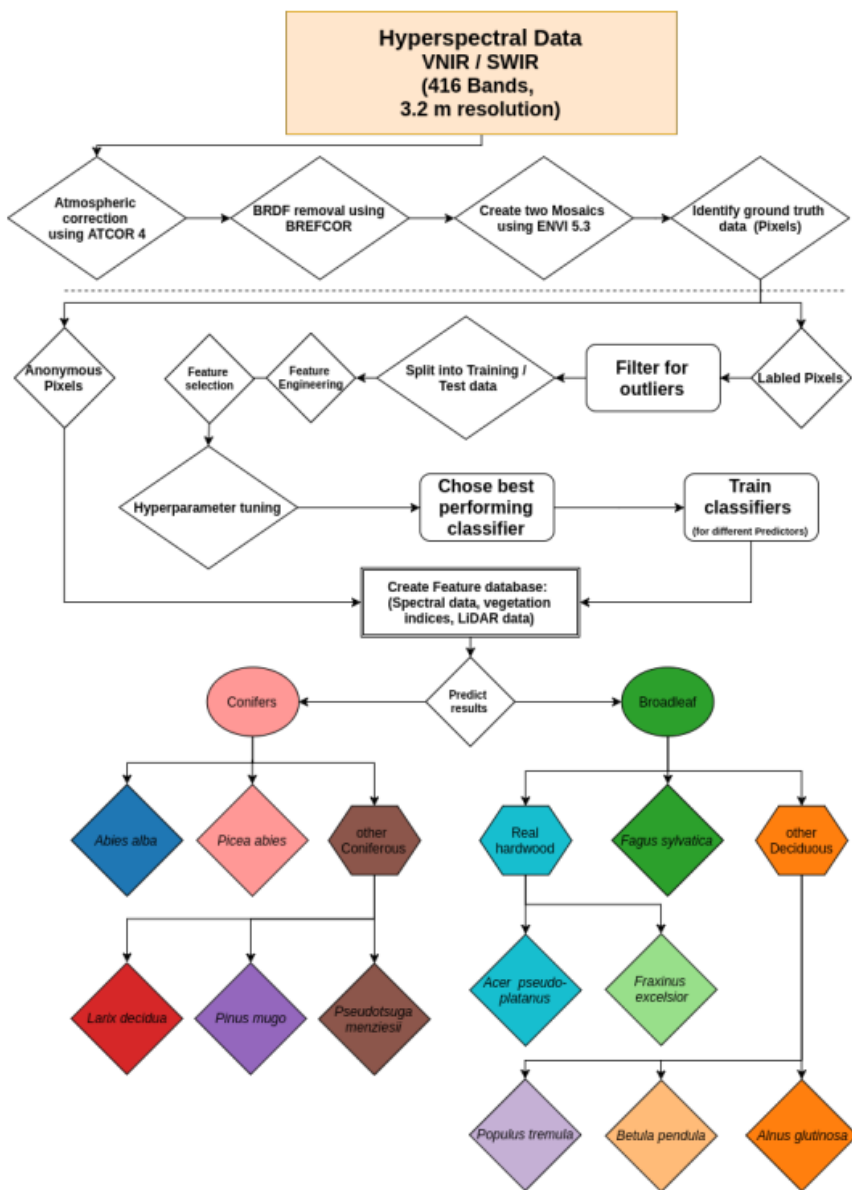 Hyperspectral Data
VNIR / SWIR
(416 Bands,
3.2 m resolution)
Atmospheric
correction
using ATCOR 4
BRDF removal using
BREFCOR
Create two Mosaics
using ENVI 5.3
Identify ground truth
data (Pixels)
Anonymous
Pixels
Feature
selection
Feature
Engineering
Split into Training /
Test data
Filter for
outliers
Labled Pixels
Hyperparameter tuning
Chose best
performing
classifier
Train
classifiers
(for different Predictors)
Create Feature database:
(Spectral data, vegetation
indices, LiDAR data)
Conifers
Predict
results
Broadleaf
Abies alba
Picea abies
other
Coniferous
Real
hardwood
Fagus sylvatica
other
Deciduous
Larix decidua
Pinus mugo
Pseudotsuga
menziesii
Acer pseudo-
platanus
Fraxinus
excelsior
Populus tremula
Betula pendula
Alnus glutinosa